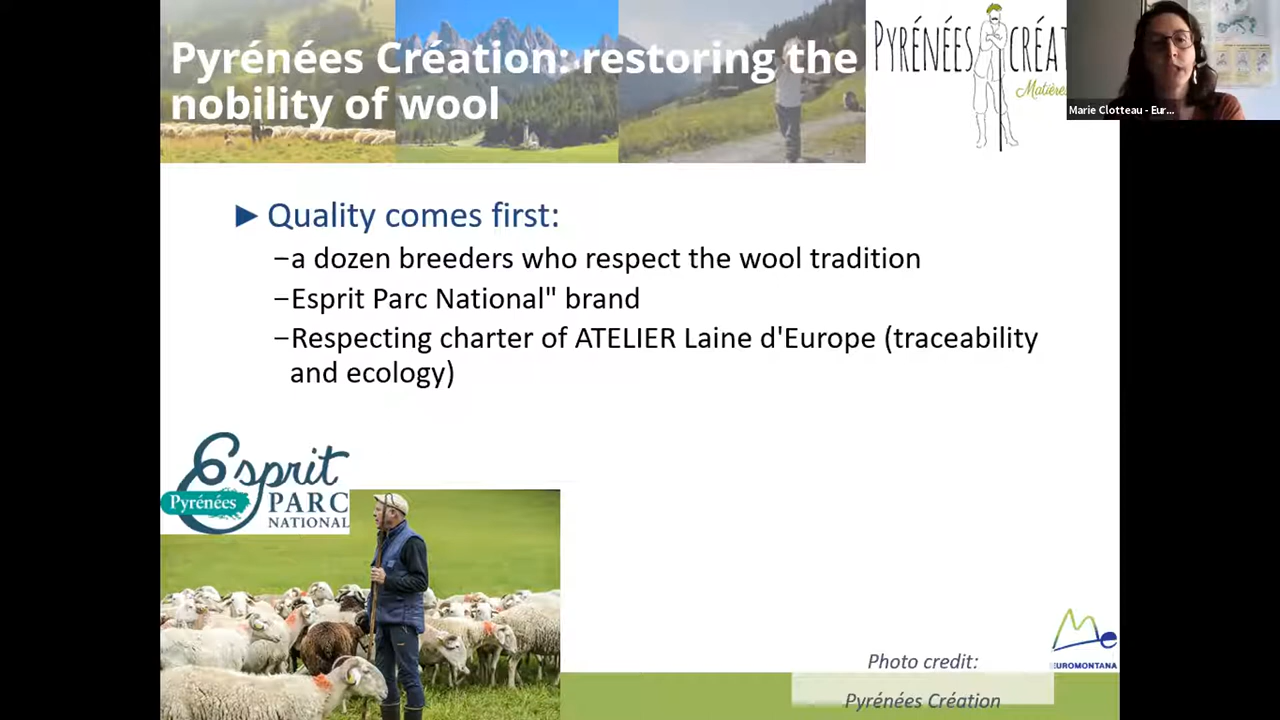 Pyrénées Création: restoring the
nobility of wool
PYRÉNÉES CRÉAT
Matière
Marie Clotteau - Eur...
►Quality comes first:
–a dozen breeders who respect the wool tradition
–Esprit Parc National" brand
–Respecting charter of ATELIER Laine d'Europe (traceability
and ecology)
Esprit
Pyrénées
PARC
NATIONAL
Me
EUROMONTANA
Photo credit:
Pyrénées Création